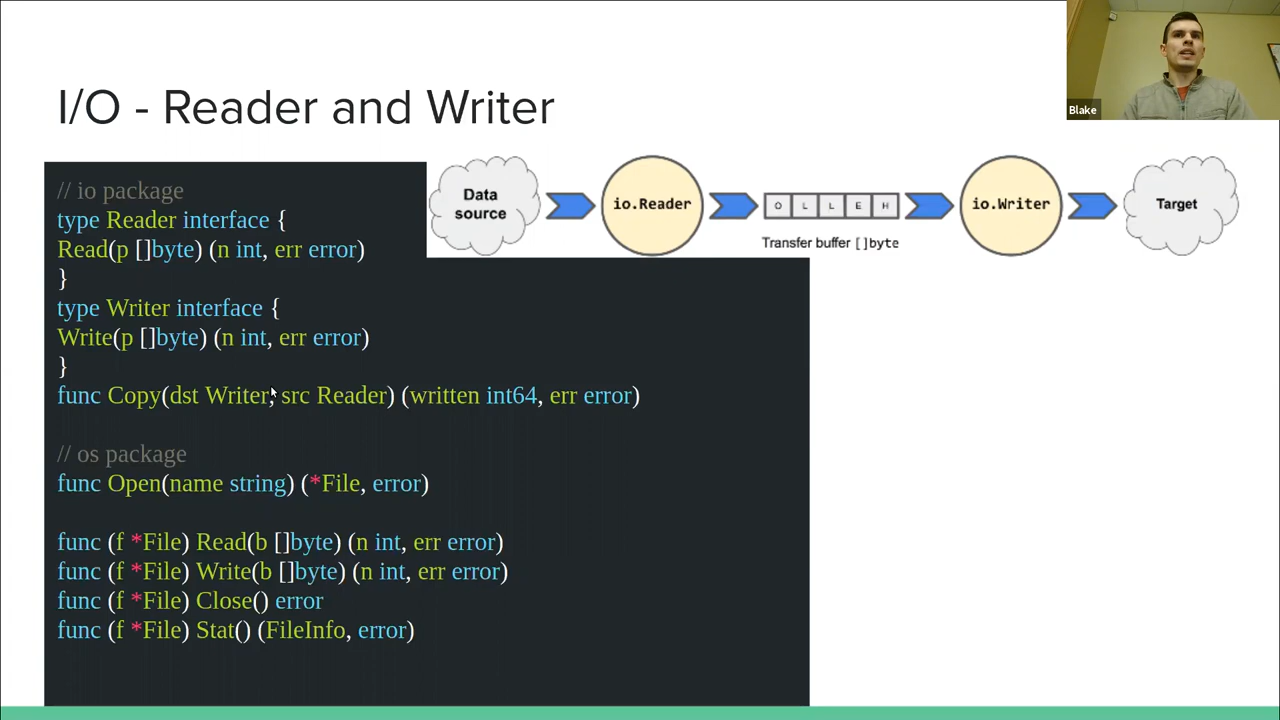 I/O - Reader and Writer
Blake
// io package
type Reader interface {
Read(p []byte) (n int, err error)
}
type Writer interface {
Write(p []byte) (n int, err error)
}
func Copy(dst Writer, src Reader) (written int64, err error)
// os package
func Open(name string) (*File, error)
func (f *File) Read(b []byte) (n int, err error)
func (f *File) Write(b []byte) (n int, err error)
func (f *File) Close() error
func (f *File) Stat() (FileInfo, error)
Data
source
io.Reader
O L L E H
Transfer buffer []byte
io.Writer
Target